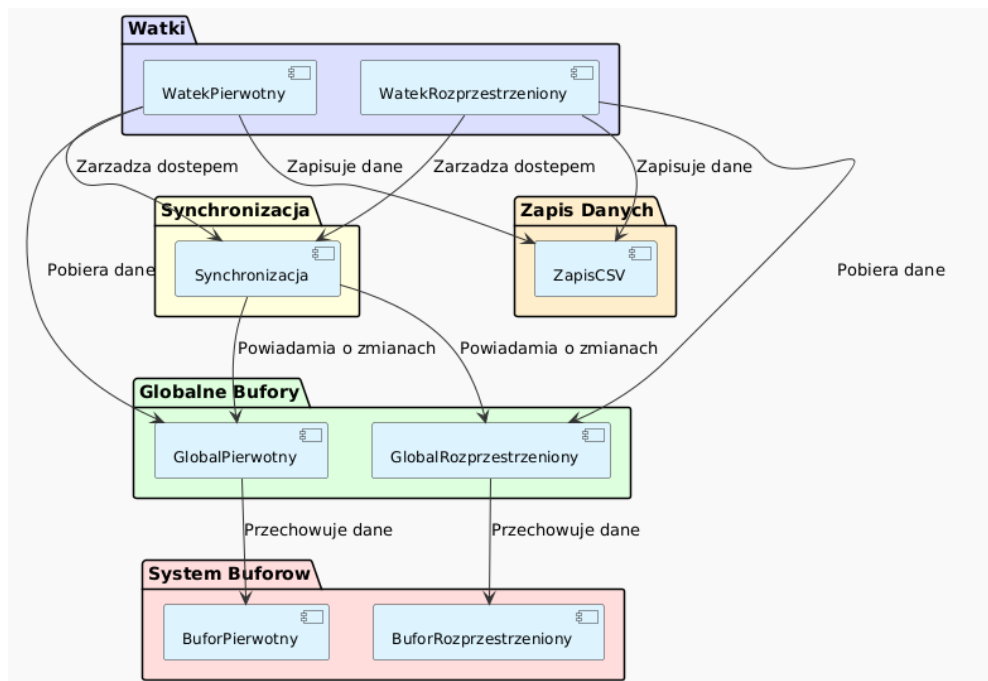 Watki
WatekPierwotny
WatekRozprzestrzeniony
Zarzadza dostepem
Zapisuje dane
Zarzadza dostepem
Zapisuje dane
Synchronizacja
Zapis Danych
Synchronizacja
ZapisCSV
Pobiera dane
Pobiera dane
Powiadamia o zmianach
Powiadamia o zmianach
Globalne Bufory
GlobalPierwotny
GlobalRozprzestrzeniony
Przechowuje dane
Przechowuje dane
System Buforow
BuforPierwotny
BuforRozprzestrzeniony